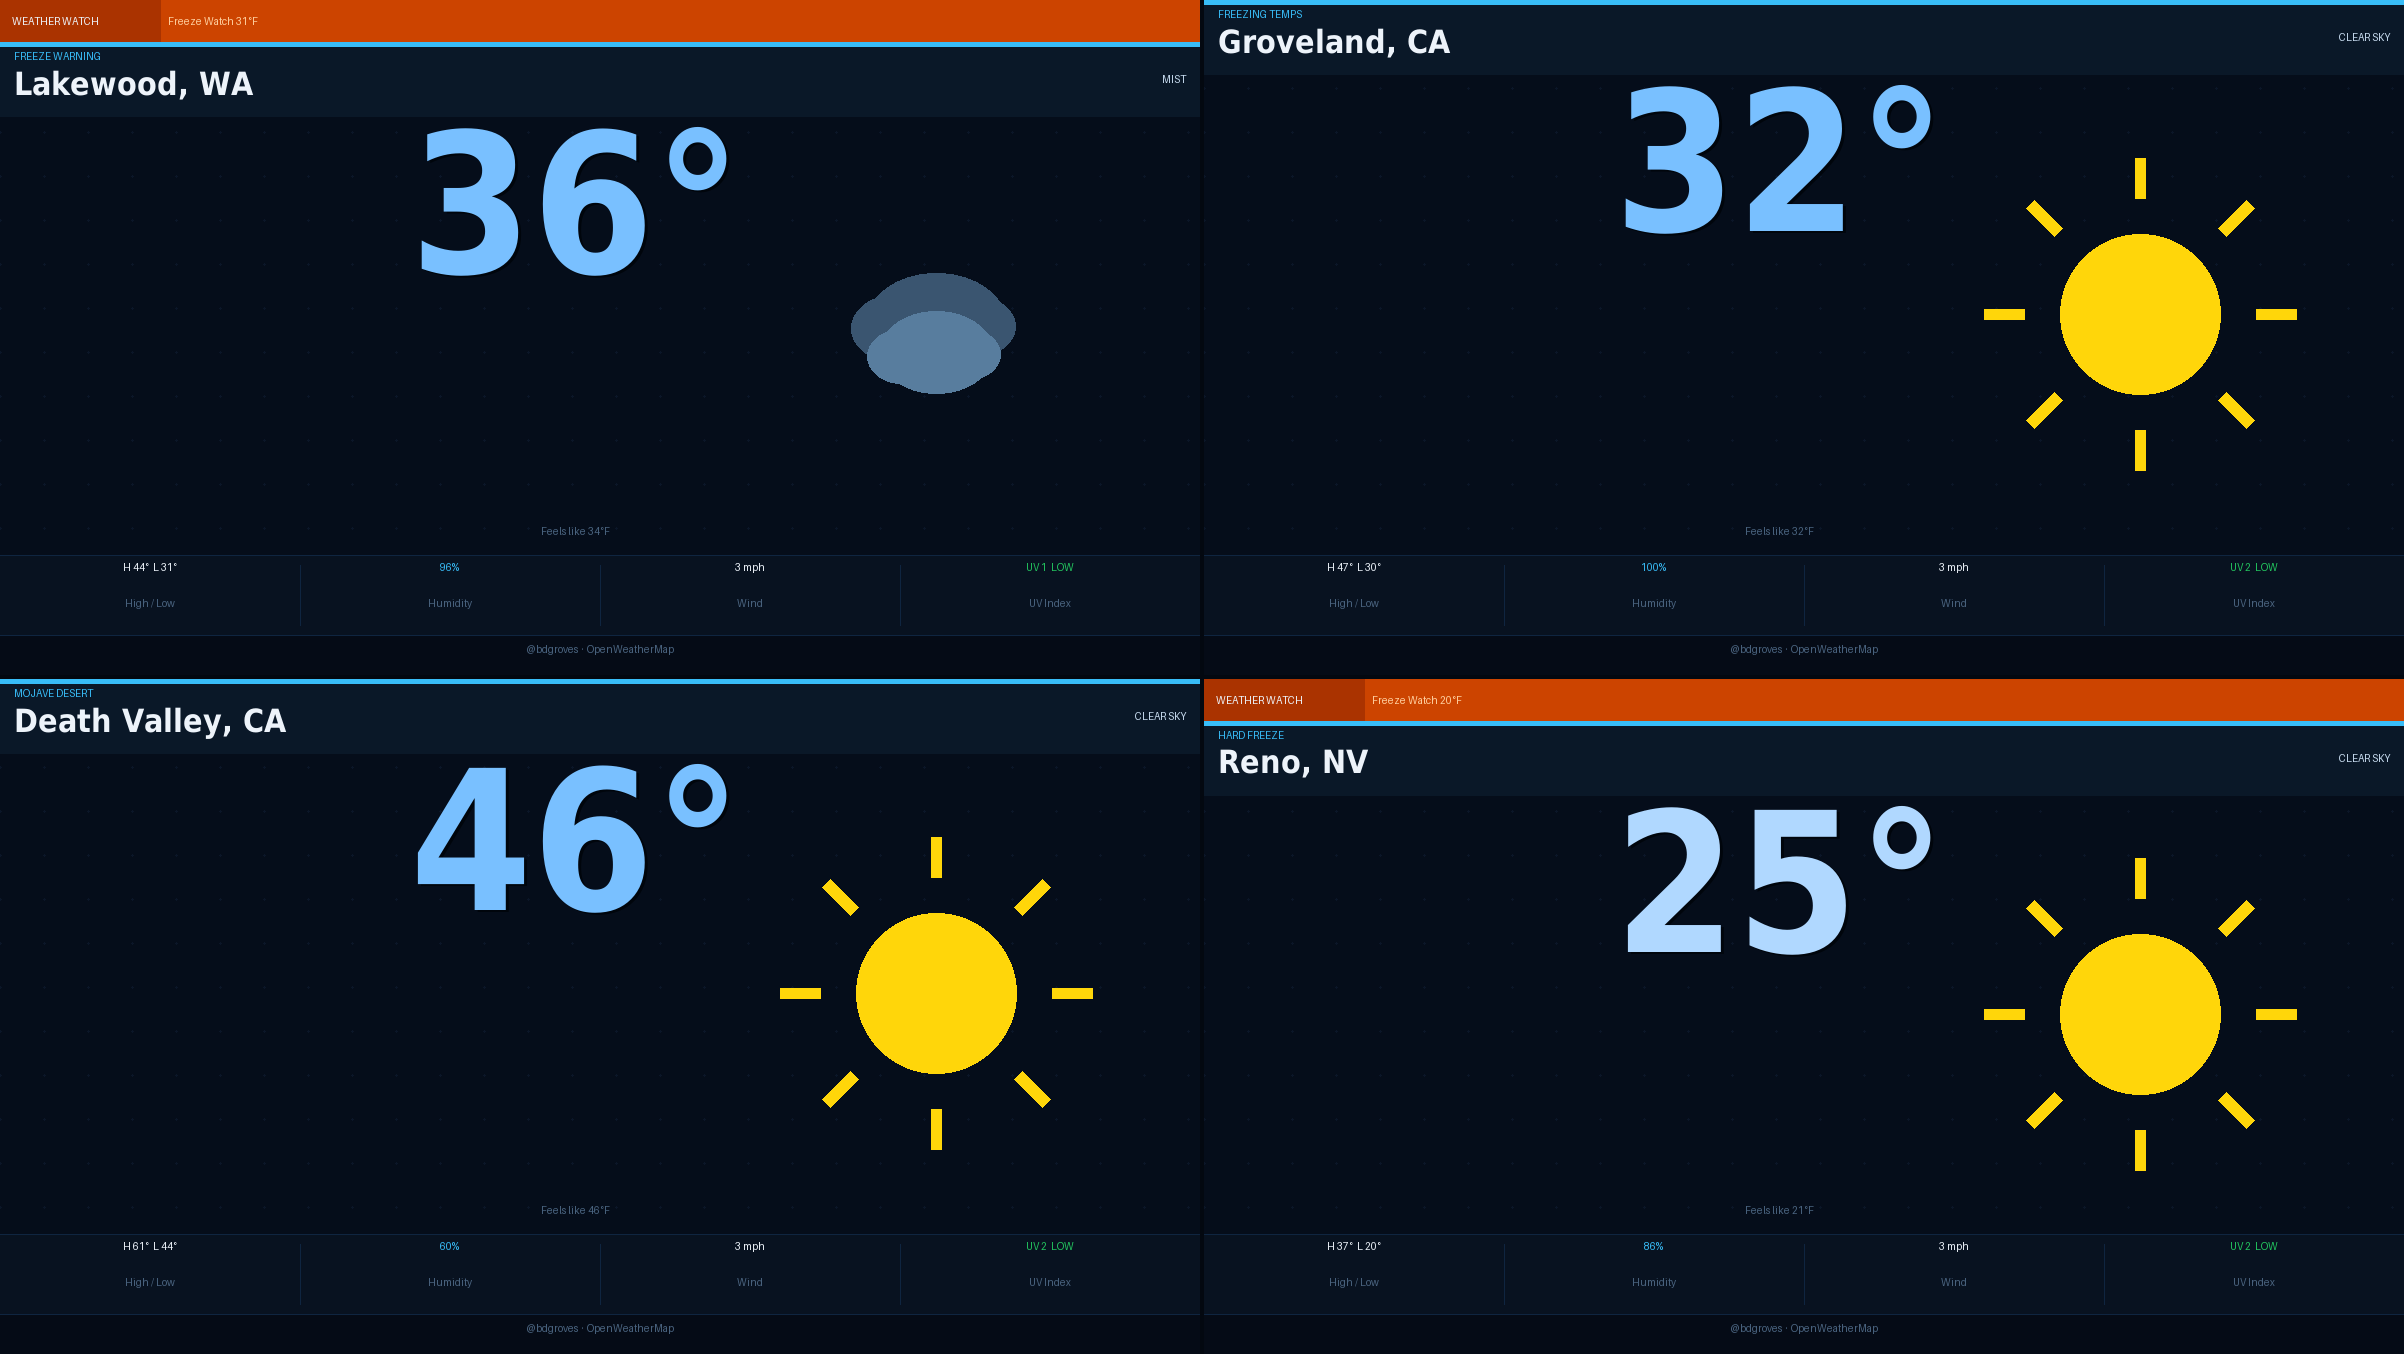 WEATHER WATCH
Freeze Watch 31°F
FREEZE WARNING
Lakewood, WA
MIST
36°
Feels like 34°F
H 44° L 31°
96%
3 mph
UV 1 LOW
High / Low
Humidity
Wind
UV Index
@bdgroves · OpenWeatherMap
FREEZING TEMPS
Groveland, CA
CLEAR SKY
32°
Feels like 32°F
H 47° L 30°
100%
3 mph
UV 2 LOW
High / Low
Humidity
Wind
UV Index
@bdgroves · OpenWeatherMap
MOJAVE DESERT
Death Valley, CA
CLEAR SKY
46°
Feels like 46°F
H 61° L 44°
60%
3 mph
UV 2 LOW
High / Low
Humidity
Wind
UV Index
@bdgroves · OpenWeatherMap
WEATHER WATCH
Freeze Watch 20°F
HARD FREEZE
Reno, NV
CLEAR SKY
25°
Feels like 21°F
H 37° L 20°
86%
3 mph
UV 2 LOW
High / Low
Humidity
Wind
UV Index
@bdgroves · OpenWeatherMap